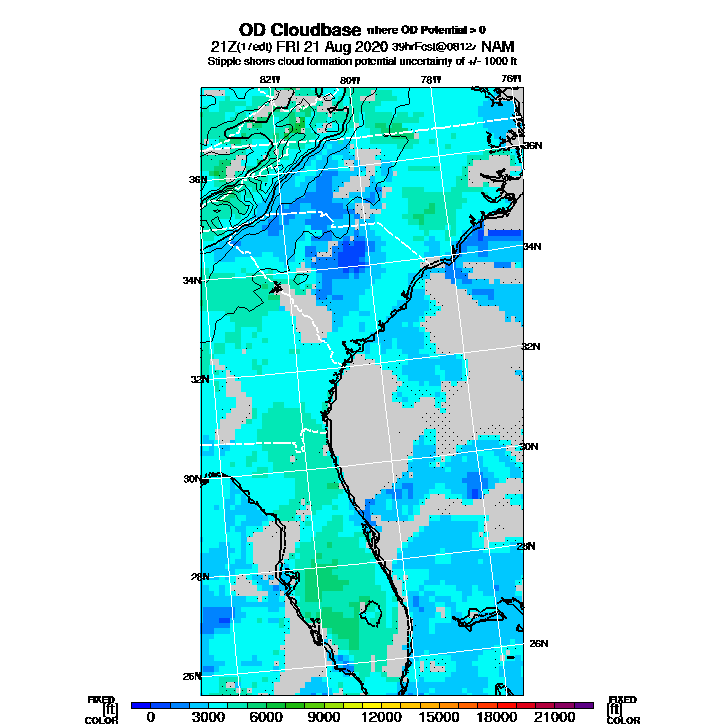 OD Cloudbase where OD Potential > 0
21Z(17edt) FRI 21 Aug 2020 39hrFcst@0612z NAM
Stipple shows cloud formation potential uncertainty of +/- 1000 ft
82W 80W 78W 76W
36N
36N
34N
34N
32N
32N
30N
30N
28N
28N
26N
26N
FIXED FIXED
[ft] [ft]
COLOR COLOR
0 3000 6000 9000 12000 15000 18000 21000